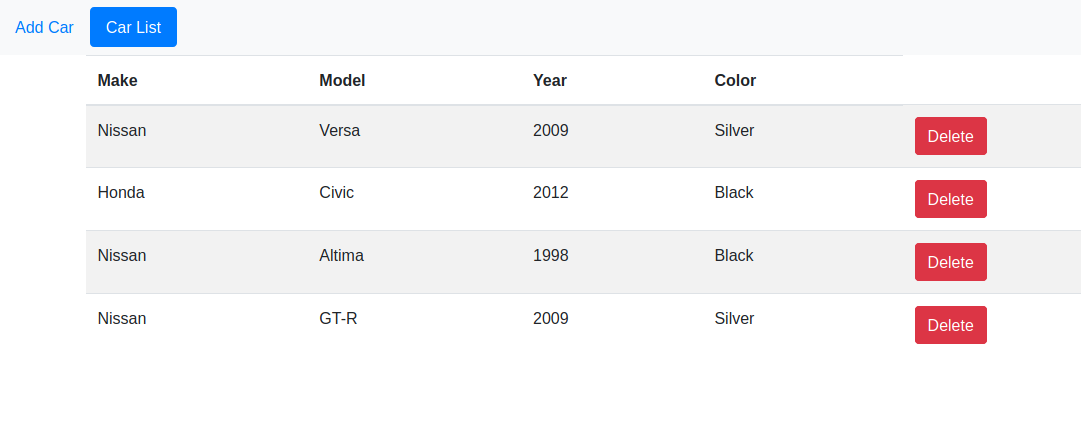 Add Car Car List
Make Model Year Color
Nissan Versa 2009 Silver Delete
Honda Civic 2012 Black Delete
Nissan Altima 1998 Black Delete
Nissan GT-R 2009 Silver Delete